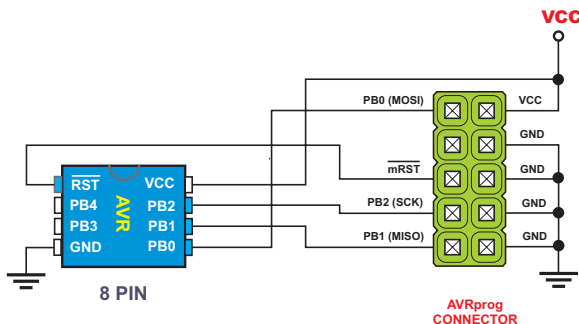 VCC
PB0 (MOSI)
VCC
GND
mRST
GND
PB2 (SCK)
GND
PB1 (MISO)
GND
RST
VCC
PB4
PB2
PB3
PB1
GND
PB0
AVR
8 PIN
AVRprog
CONNECTOR